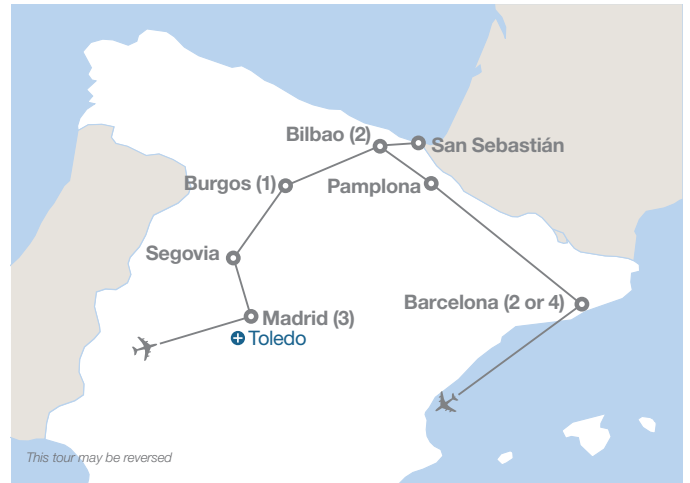 Bilbao (2)
San Sebastián
Burgos (1)
Pamplona
Segovia
Barcelona (2 or 4)
Madrid (3)
Toledo
This tour may be reversed